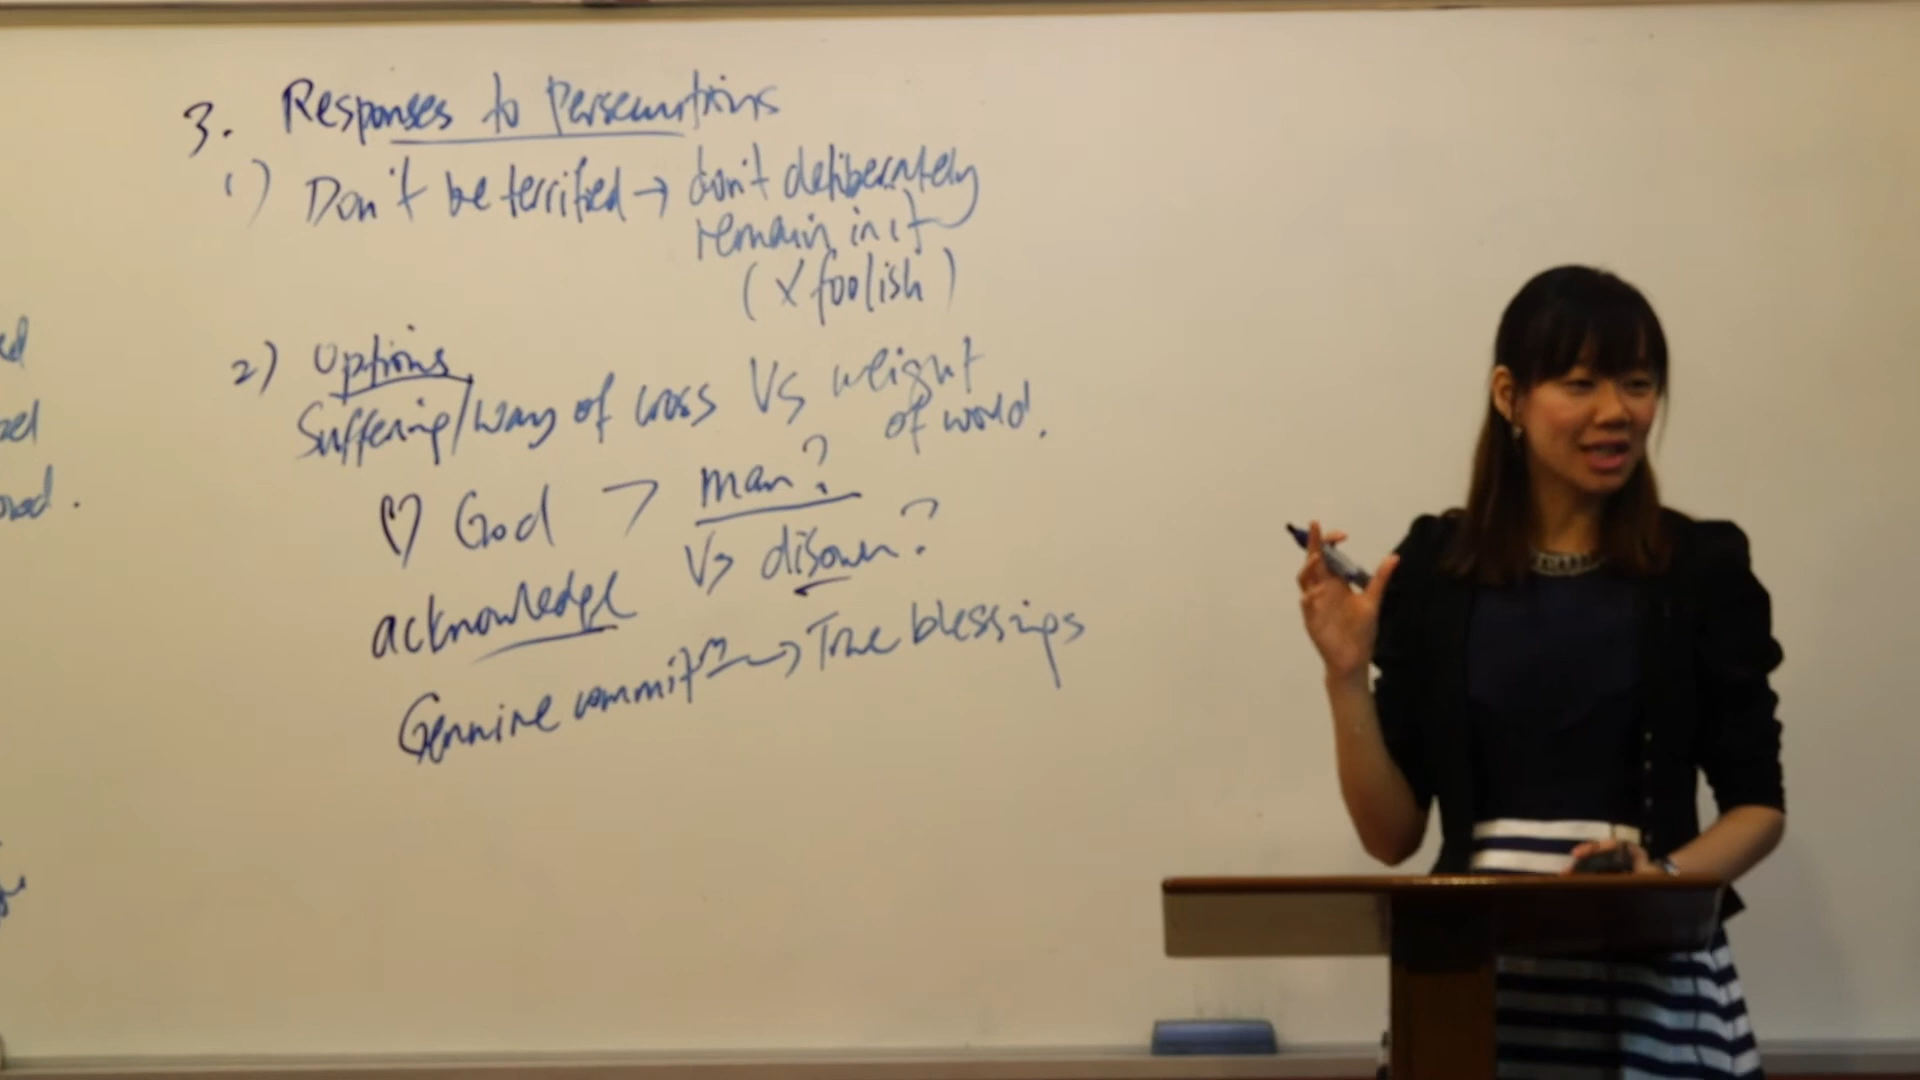 3. Responses to Persecutions
1) Don't be terrified → don't deliberately
remain in it
(X foolish)
2) Options
Suffering/way of cross Vs weight
of world.
♡ God > man?
acknowledge Vs disown?
Genuine commitᵐ → True blessings